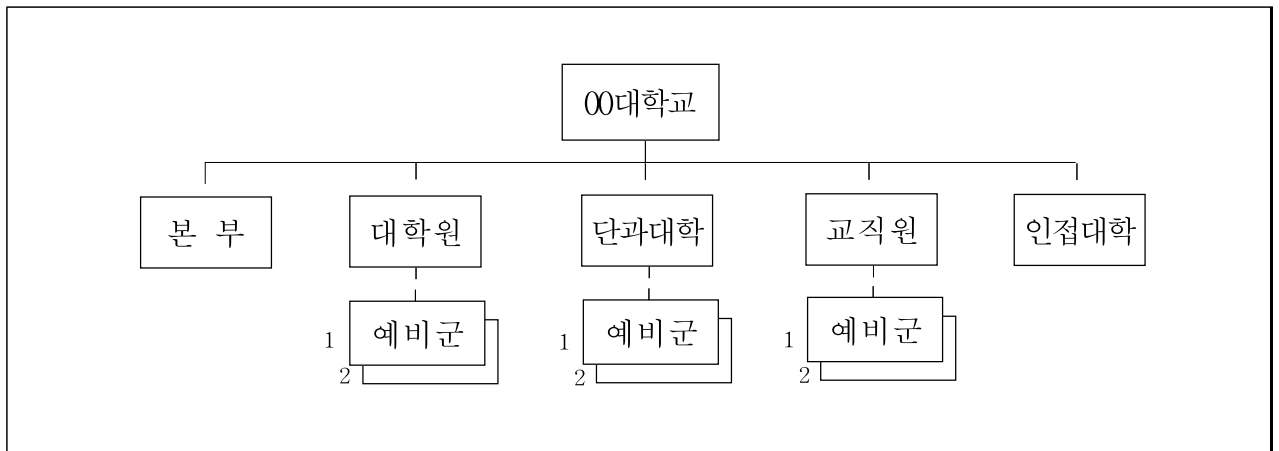 00대학교
본 부
대학원
단과대학
교직원
인접대학
1 예비군
2
1 예비군
2
1 예비군
2